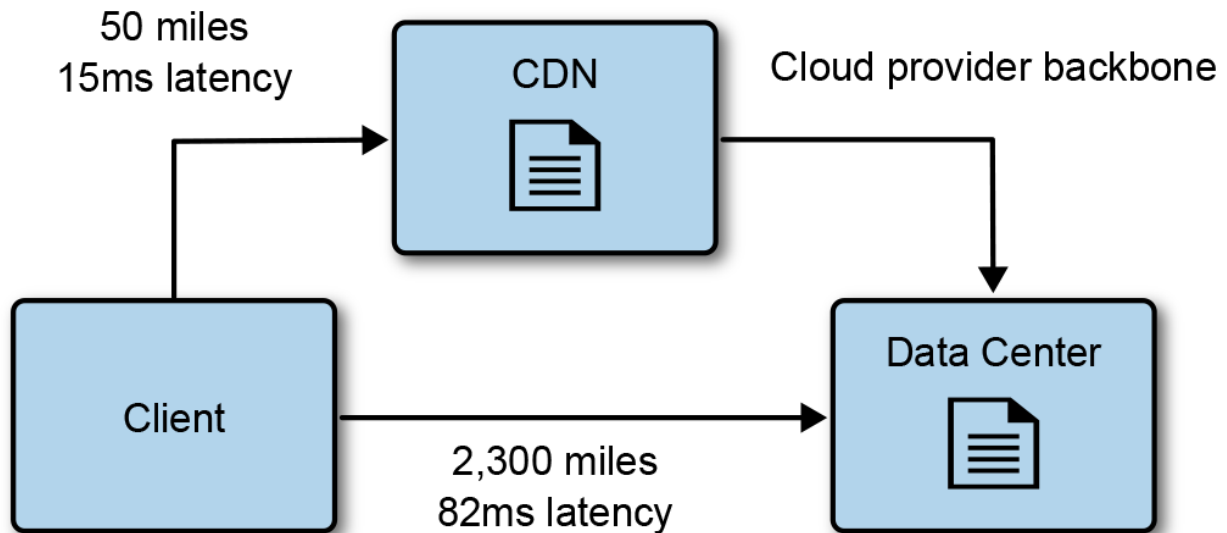 50 miles
15ms latency
CDN
Cloud provider backbone
Client
2,300 miles
82ms latency
Data Center